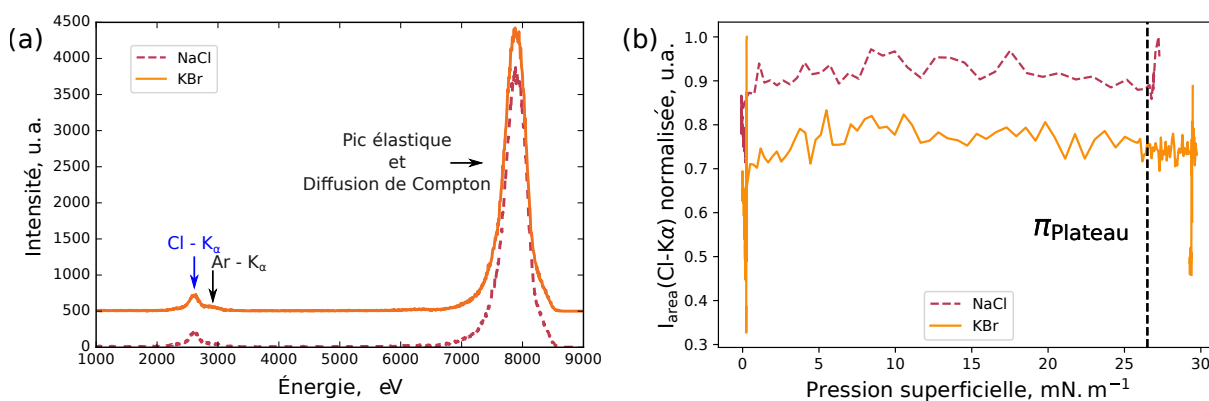 (a)
Intensité, u. a.
4500
4000
3500
3000
2500
2000
1500
1000
500
0
NaCl
KBr
Pic élastique
et
Diffusion de Compton
Cl - Kα
Ar - Kα
1000 2000 3000 4000 5000 6000 7000 8000 9000
Énergie, eV
(b)
Iarea(Cl-Kα) normalisée, u.a.
1.0
0.9
0.8
0.7
0.6
0.5
0.4
0.3
πPlateau
NaCl
KBr
0 5 10 15 20 25 30
Pression superficielle, mN. m⁻¹